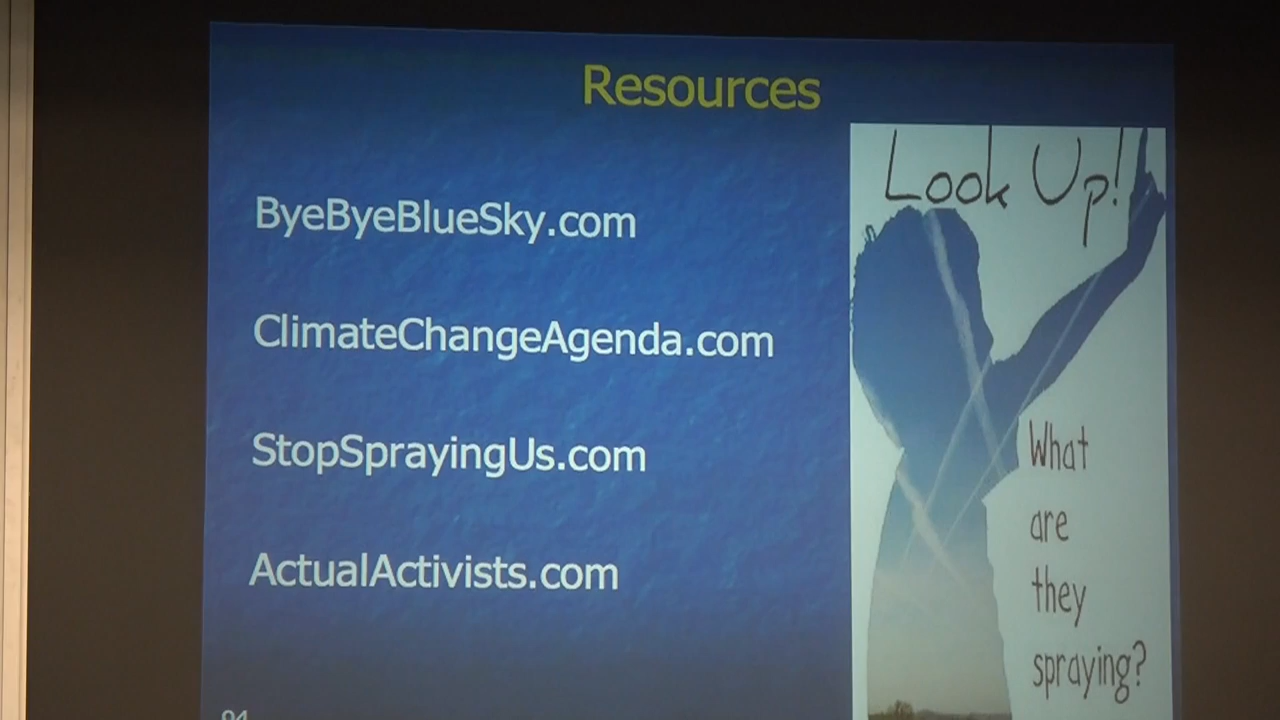 Resources
ByeByeBlueSky.com
ClimateChangeAgenda.com
StopSprayingUs.com
ActualActivists.com
Look Up!
What
are
they
spraying?